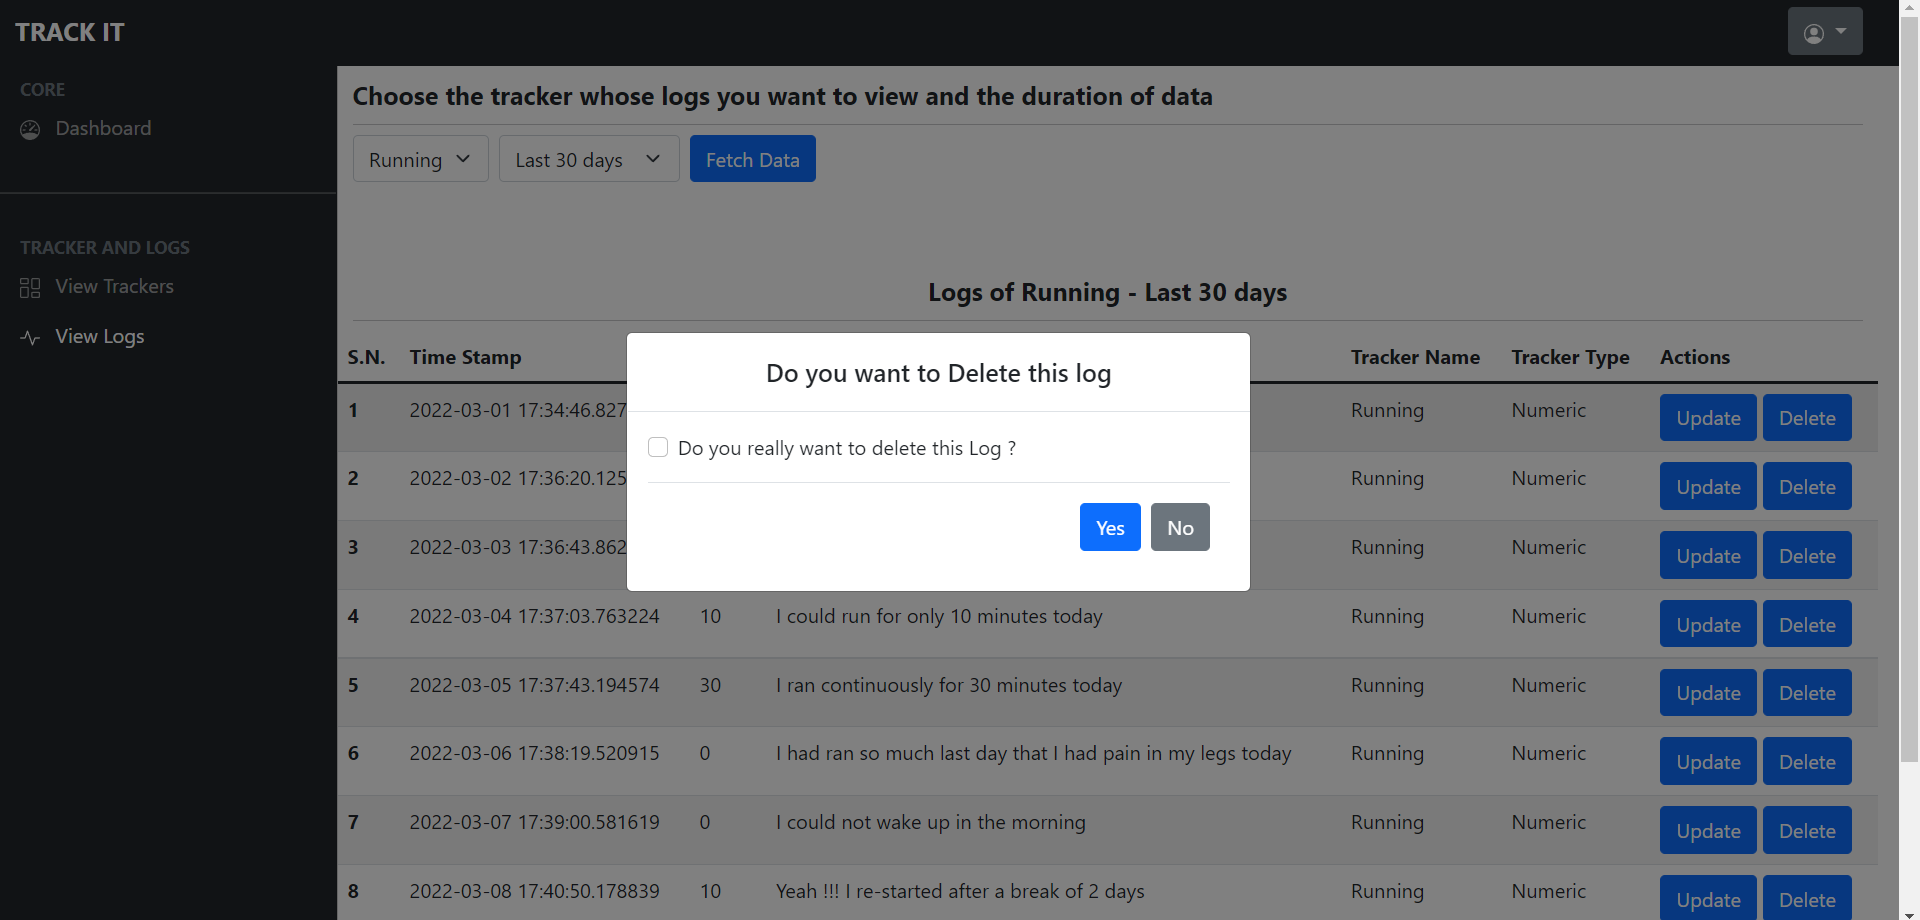 TRACK IT
CORE
Dashboard
TRACKER AND LOGS
View Trackers
View Logs
Choose the tracker whose logs you want to view and the duration of data
Running Last 30 days Fetch Data
Logs of Running - Last 30 days
S.N. Time Stamp Tracker Name Tracker Type Actions
1 2022-03-01 17:34:46.827 Running Numeric Update Delete
2 2022-03-02 17:36:20.125 Running Numeric Update Delete
3 2022-03-03 17:36:43.862 Running Numeric Update Delete
4 2022-03-04 17:37:03.763224 10 I could run for only 10 minutes today Running Numeric Update Delete
5 2022-03-05 17:37:43.194574 30 I ran continuously for 30 minutes today Running Numeric Update Delete
6 2022-03-06 17:38:19.520915 0 I had ran so much last day that I had pain in my legs today Running Numeric Update Delete
7 2022-03-07 17:39:00.581619 0 I could not wake up in the morning Running Numeric Update Delete
8 2022-03-08 17:40:50.178839 10 Yeah !!! I re-started after a break of 2 days Running Numeric Update Delete
Do you want to Delete this log
Do you really want to delete this Log ?
Yes No